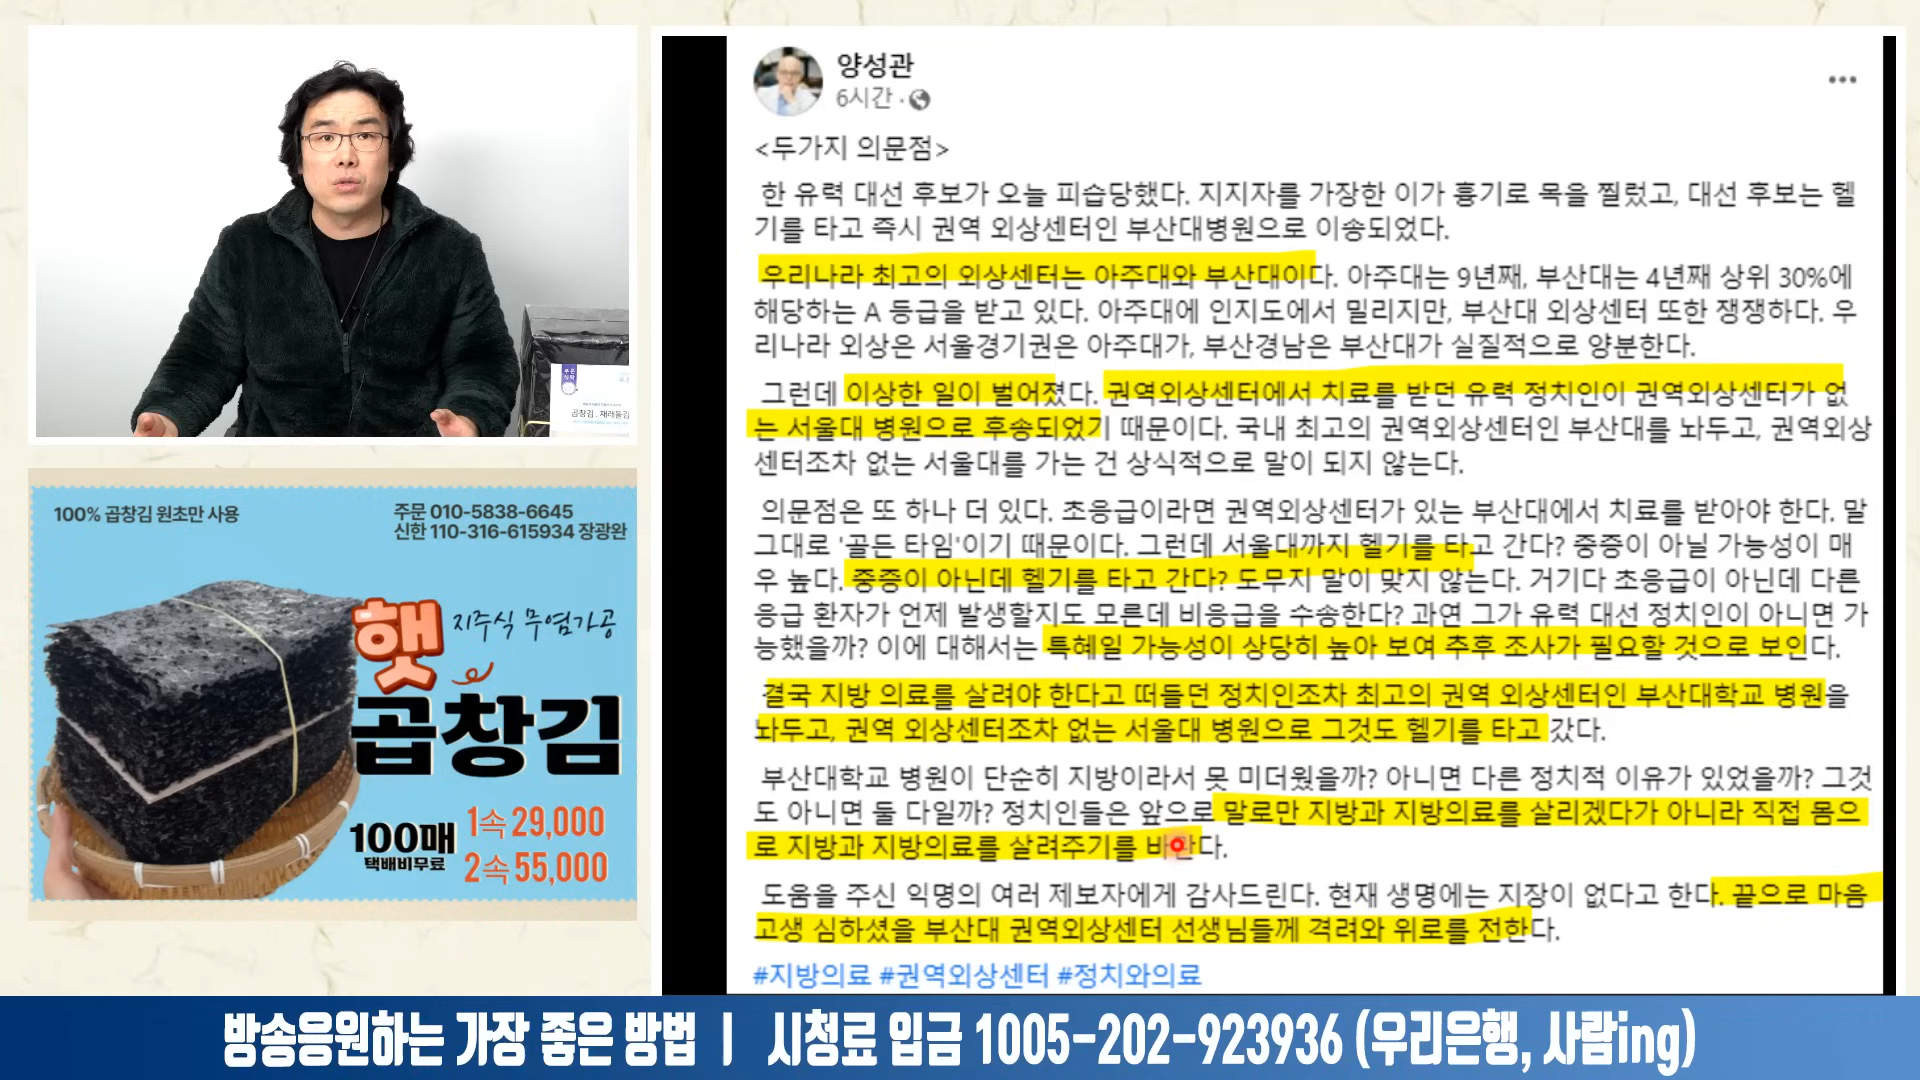 양성관
6시간 ·
<두가지 의문점>
한 유력 대선 후보가 오늘 피습당했다. 지지자를 가장한 이가 흉기로 목을 찔렀고, 대선 후보는 헬
기를 타고 즉시 권역 외상센터인 부산대병원으로 이송되었다.
우리나라 최고의 외상센터는 아주대와 부산대이다. 아주대는 9년째, 부산대는 4년째 상위 30%에
해당하는 A 등급을 받고 있다. 아주대에 인지도에서 밀리지만, 부산대 외상센터 또한 쟁쟁하다. 우
리나라 외상은 서울경기권은 아주대가, 부산경남은 부산대가 실질적으로 양분한다.
그런데 이상한 일이 벌어졌다. 권역외상센터에서 치료를 받던 유력 정치인이 권역외상센터가 없
는 서울대 병원으로 후송되었기 때문이다. 국내 최고의 권역외상센터인 부산대를 놔두고, 권역외상
센터조차 없는 서울대를 가는 건 상식적으로 말이 되지 않는다.
의문점은 또 하나 더 있다. 초응급이라면 권역외상센터가 있는 부산대에서 치료를 받아야 한다. 말
그대로 '골든 타임'이기 때문이다. 그런데 서울대까지 헬기를 타고 간다? 중증이 아닐 가능성이 매
우 높다. 중증이 아닌데 헬기를 타고 간다? 도무지 말이 맞지 않는다. 거기다 초응급이 아닌데 다른
응급 환자가 언제 발생할지도 모른데 비응급을 수송한다? 과연 그가 유력 대선 정치인이 아니면 가
능했을까? 이에 대해서는 특혜일 가능성이 상당히 높아 보여 추후 조사가 필요할 것으로 보인다.
결국 지방 의료를 살려야 한다고 떠들던 정치인조차 최고의 권역 외상센터인 부산대학교 병원을
놔두고, 권역 외상센터조차 없는 서울대 병원으로 그것도 헬기를 타고 갔다.
부산대학교 병원이 단순히 지방이라서 못 미더웠을까? 아니면 다른 정치적 이유가 있었을까? 그것
도 아니면 둘 다일까? 정치인들은 앞으로 말로만 지방과 지방의료를 살리겠다가 아니라 직접 몸으
로 지방과 지방의료를 살려주기를 바란다.
도움을 주신 익명의 여러 제보자에게 감사드린다. 현재 생명에는 지장이 없다고 한다. 끝으로 마음
고생 심하셨을 부산대 권역외상센터 선생님들께 격려와 위로를 전한다.
#지방의료 #권역외상센터 #정치와의료
곱창김, 재래돌김
100% 곱창김 원초만 사용
주문 010-5838-6645
신한 110-316-615934 장광완
햇 지주식 무염가공
곱창김
100매
택배비무료
1속 29,000
2속 55,000
방송응원하는 가장 좋은 방법 | 시청료 입금 1005-202-923936 (우리은행, 사람ing)